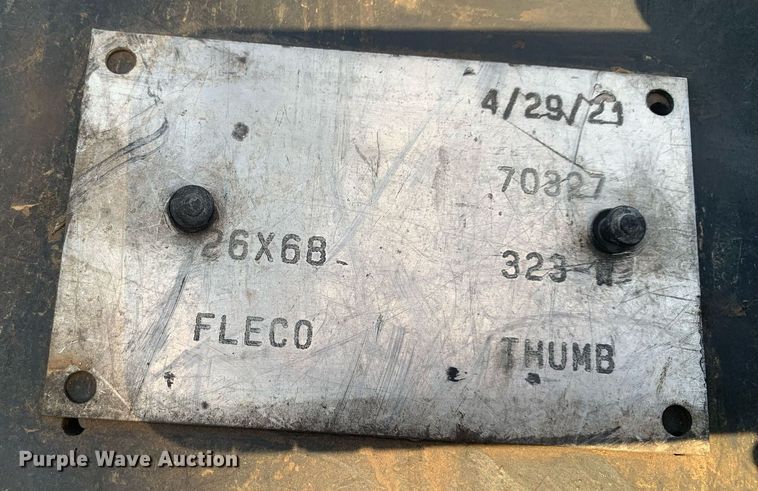 4/29/21
70327
26X68
323-W
FLECO
THUMB
Purple Wave Auction